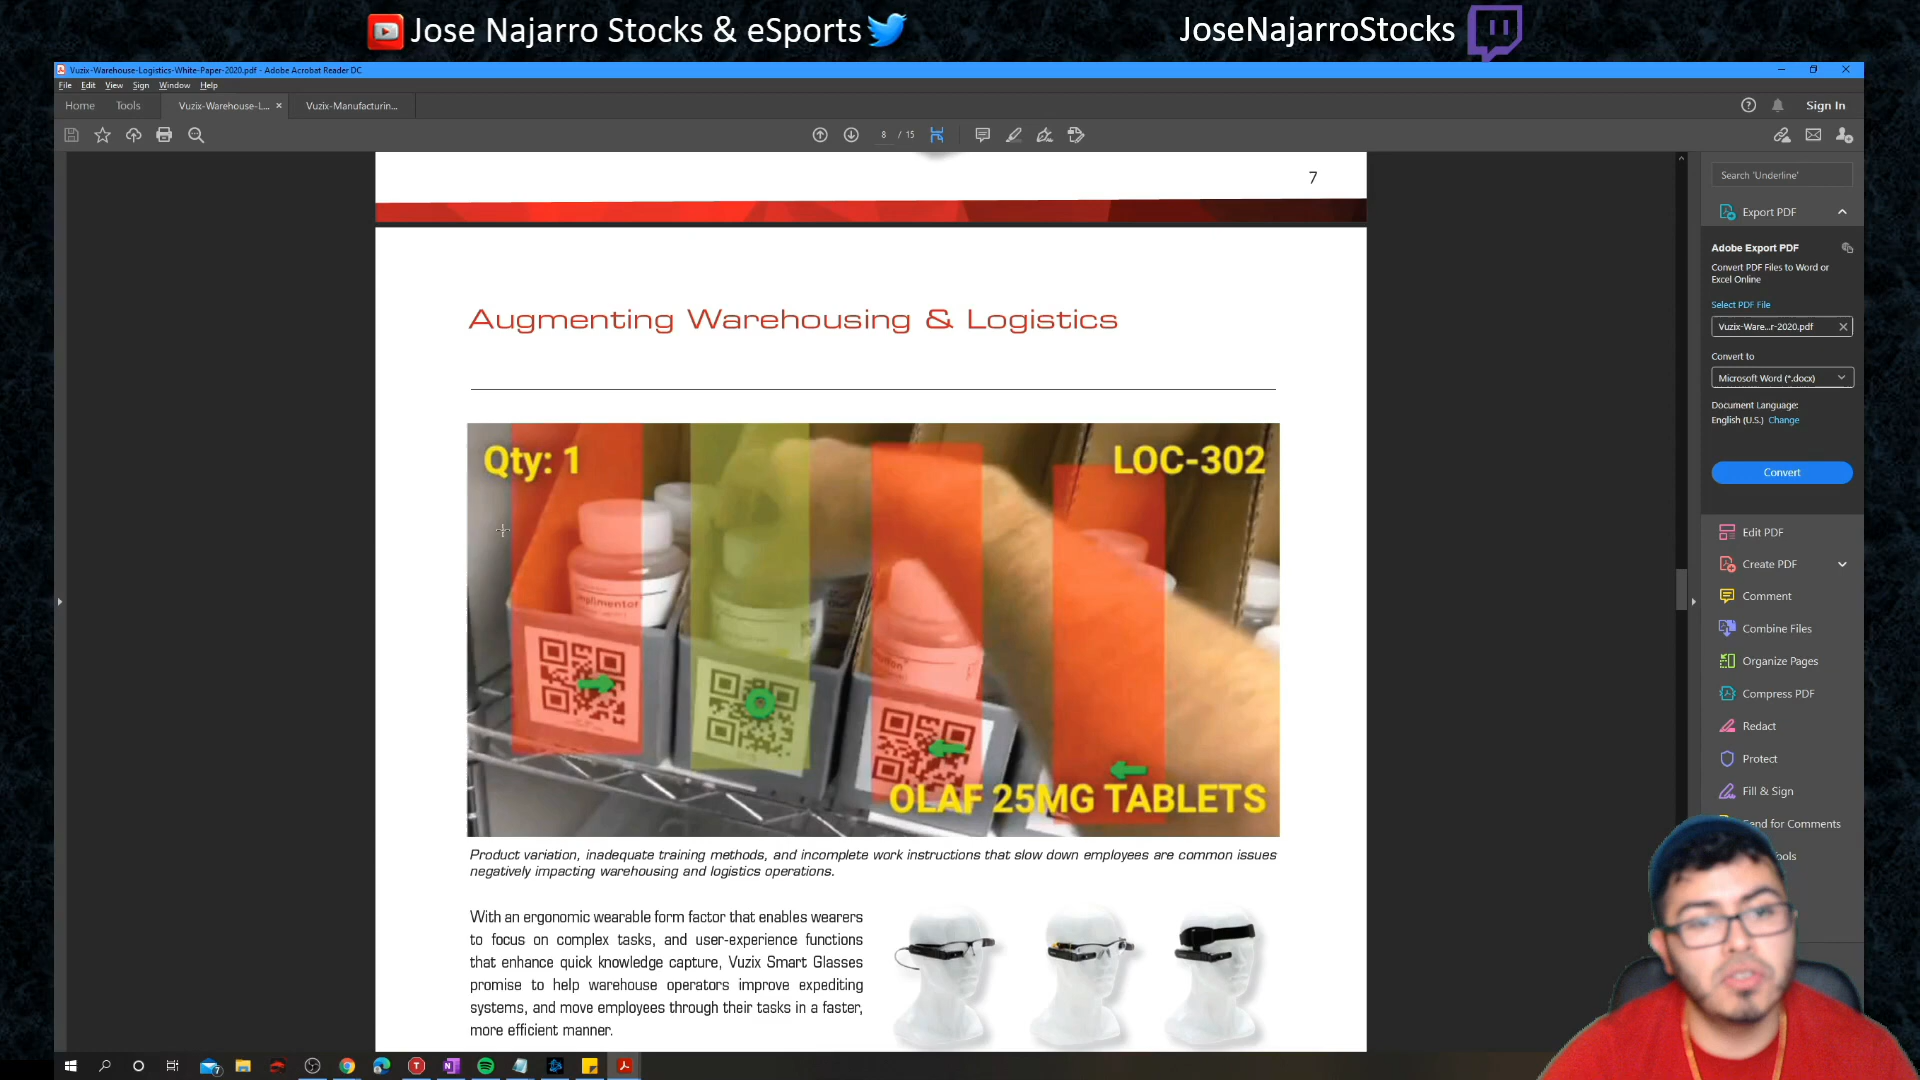 Jose Najarro Stocks & eSports
JoseNajarroStocks
Vuzix-Warehouse-Logistics-White-Paper-2020.pdf - Adobe Acrobat Reader DC
File Edit View Sign Window Help
Home Tools Vuzix-Warehouse-L... Vuzix-Manufacturin... Sign In
8 / 15
7
Search 'Underline'
Export PDF
Adobe Export PDF
Convert PDF Files to Word or
Excel Online
Select PDF File
Vuzix-Ware...r-2020.pdf
Convert to
Microsoft Word (*.docx)
Document Language:
English (U.S.) Change
Convert
Edit PDF
Create PDF
Comment
Combine Files
Organize Pages
Compress PDF
Redact
Protect
Fill & Sign
for Comments
Augmenting Warehousing & Logistics
Qty: 1
LOC-302
OLAF 25MG TABLETS
Product variation, inadequate training methods, and incomplete work instructions that slow down employees are common issues
negatively impacting warehousing and logistics operations.
With an ergonomic wearable form factor that enables wearers
to focus on complex tasks, and user-experience functions
that enhance quick knowledge capture, Vuzix Smart Glasses
promise to help warehouse operators improve expediting
systems, and move employees through their tasks in a faster,
more efficient manner.